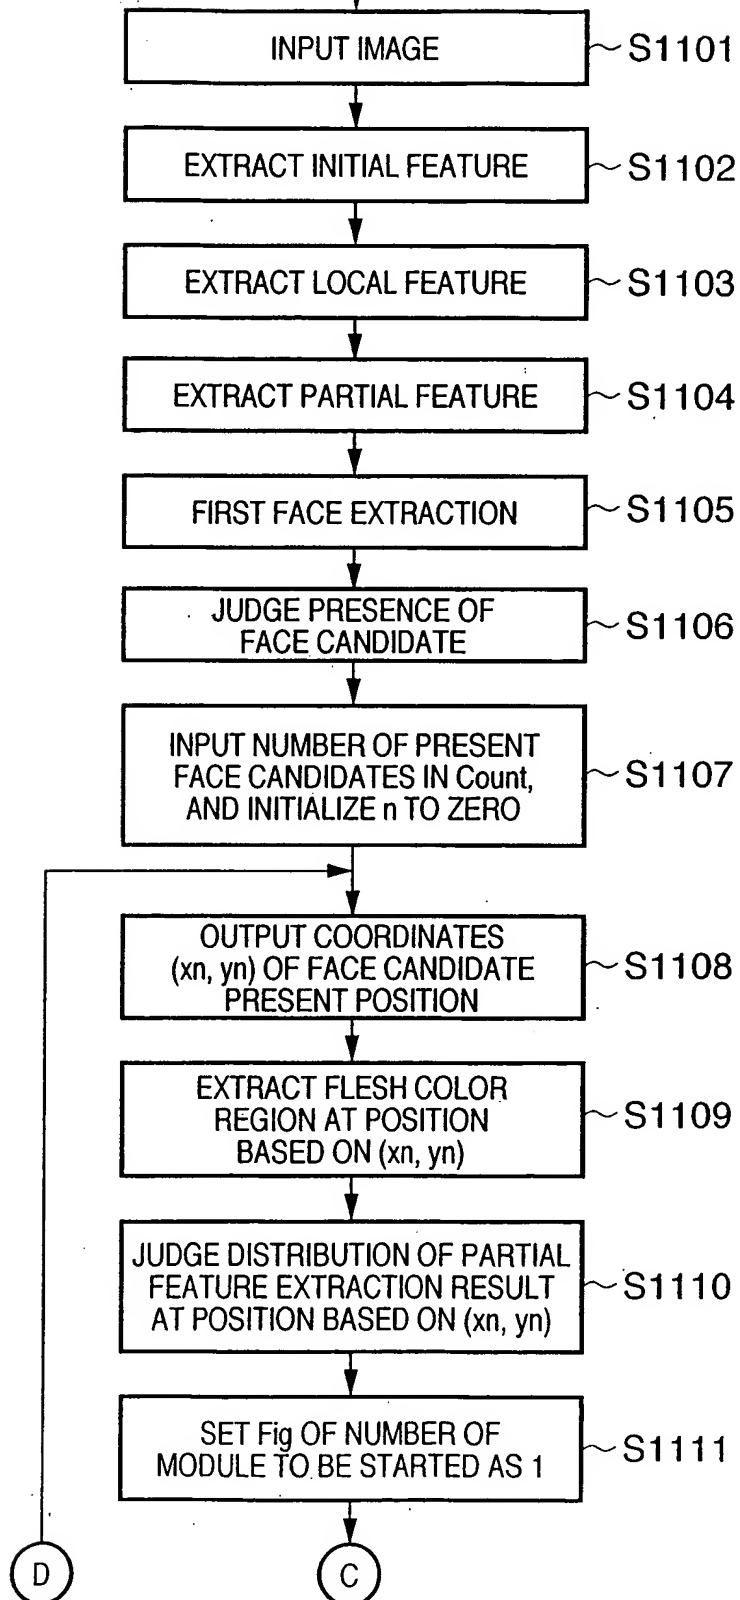 INPUT IMAGE
S1101
EXTRACT INITIAL FEATURE
S1102
EXTRACT LOCAL FEATURE
S1103
EXTRACT PARTIAL FEATURE
S1104
FIRST FACE EXTRACTION
S1105
JUDGE PRESENCE OF
FACE CANDIDATE
S1106
INPUT NUMBER OF PRESENT
FACE CANDIDATES IN Count,
AND INITIALIZE n TO ZERO
S1107
OUTPUT COORDINATES
(xn, yn) OF FACE CANDIDATE
PRESENT POSITION
S1108
EXTRACT FLESH COLOR
REGION AT POSITION
BASED ON (xn, yn)
S1109
JUDGE DISTRIBUTION OF PARTIAL
FEATURE EXTRACTION RESULT
AT POSITION BASED ON (xn, yn)
S1110
SET Fig OF NUMBER OF
MODULE TO BE STARTED AS 1
S1111
D
C